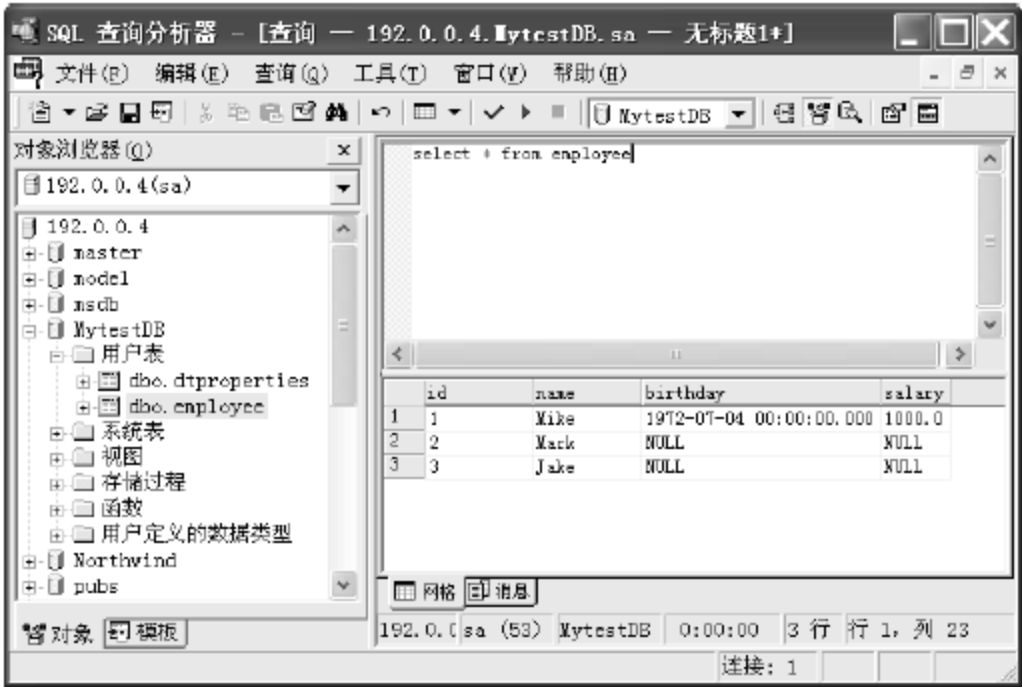 SQL 查询分析器 - [查询 — 192.0.0.4.MytestDB.sa — 无标题1*]
文件(F) 编辑(E) 查询(Q) 工具(T) 窗口(W) 帮助(H)
MytestDB
对象浏览器(O)
192.0.0.4(sa)
192.0.0.4
master
model
msdb
MytestDB
用户表
dbo.dtproperties
dbo.employee
系统表
视图
存储过程
函数
用户定义的数据类型
Northwind
pubs
对象 模板
select * from employee
id name birthday salary
1 1 Mike 1972-07-04 00:00:00.000 1000.0
2 2 Mark NULL NULL
3 3 Jake NULL NULL
网格 消息
192.0.0 sa (53) MytestDB 0:00:00 3 行 行 1, 列 23
连接: 1